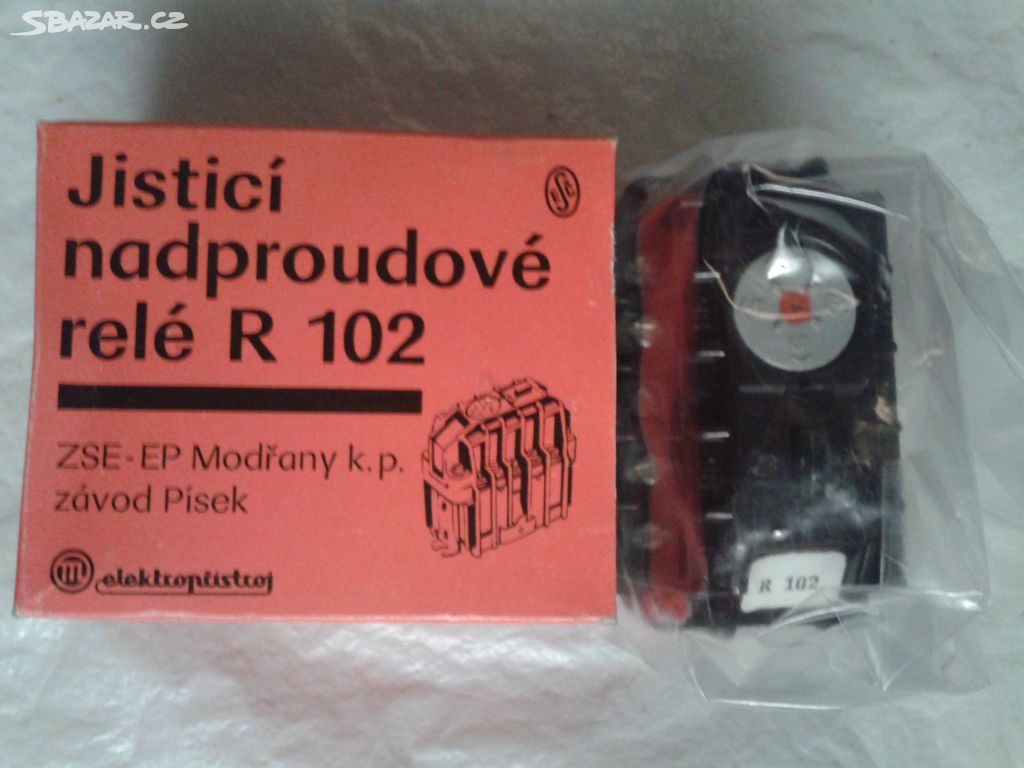 SBAZAR.CZ
Jisticí
nadproudové
relé R 102
ZSE-EP Modřany k.p.
závod Písek
elektropřístroj
R 102